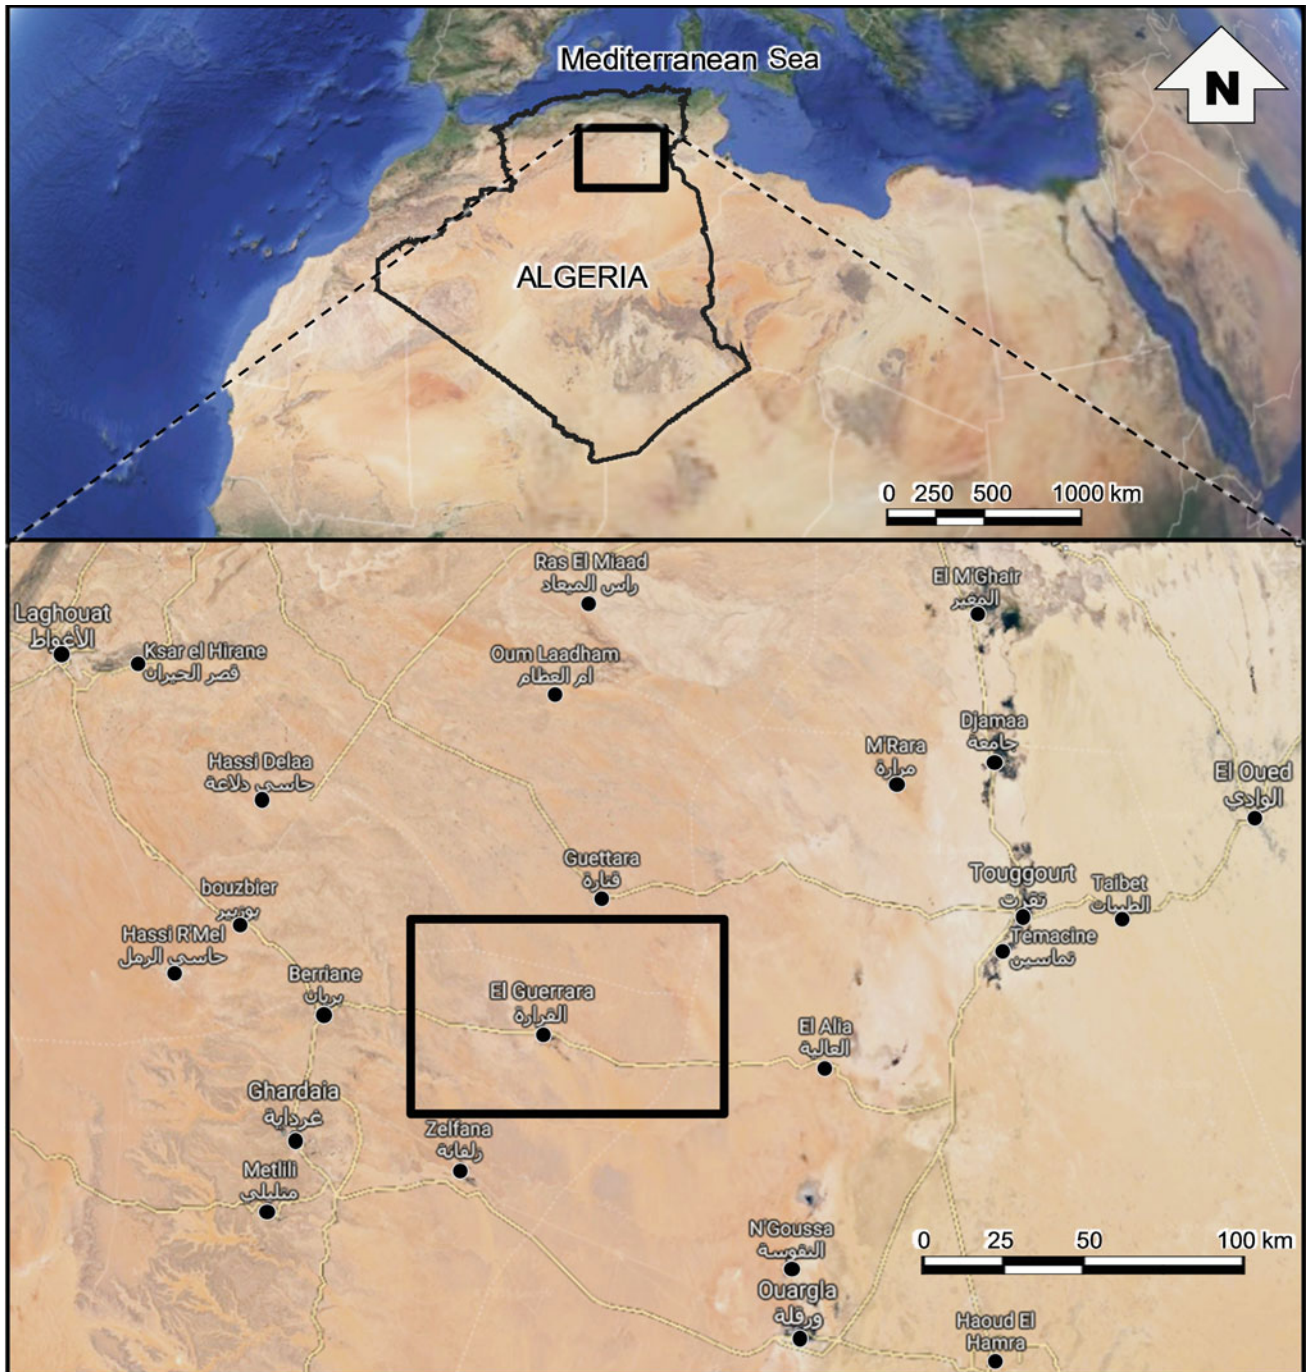 Mediterranean Sea
N
ALGERIA
0 250 500 1000 km
Ras El Miaad
راس الميعاد
El M'Ghair
المغير
Laghouat
الأغواط
Ksar el Hirane
قصر الحيران
Oum Laadham
ام العظام
Djamaa
جامعة
M'Rara
مرارة
Hassi Delaa
حاسي دلاعة
El Oued
الوادي
Guettara
قتارة
Touggourt
تقرت
Taibet
الطيبات
bouzbier
بوزبير
Hassi R'Mel
حاسي الرمل
Temacine
تماسين
Berriane
بريان
El Guerrara
القرارة
El Alia
العالية
Ghardaia
غرداية
Zelfana
زلفانة
Metlili
متليلي
N'Goussa
النقوسة
0 25 50 100 km
Ouargla
ورقلة
Haoud El
Hamra